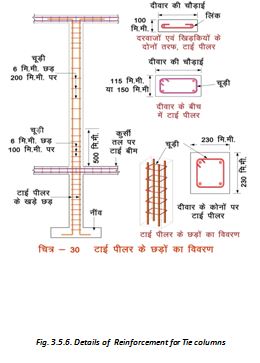 दीवार की चौड़ाई
100
मि.मी.
लिंक
दरवाजों एवं खिड़कियों के
दोनों तरफ, टाई पीलर
चूड़ी
6 मि.मी. छड़
200 मि.मी. पर
दीवार की चौड़ाई
115 मि.मी.
या 150 मि.मी.
चूड़ी
दीवार के बीच
में टाई पीलर
चूड़ी
6 मि.मी. छड़
100 मि.मी. पर
500 मि.मी.
कुर्सी
तल पर
टाई बीम
चूड़ी
230 मि.मी.
230 मि.मी.
टाई पीलर
के खड़े छड़
नींव
दीवार के कोनों पर
टाई पीलर
टाई पीलर के छड़ों का विवरण
चित्र – 30 टाई पीलर के छड़ों का विवरण
Fig. 3.5.6. Details of Reinforcement for Tie columns